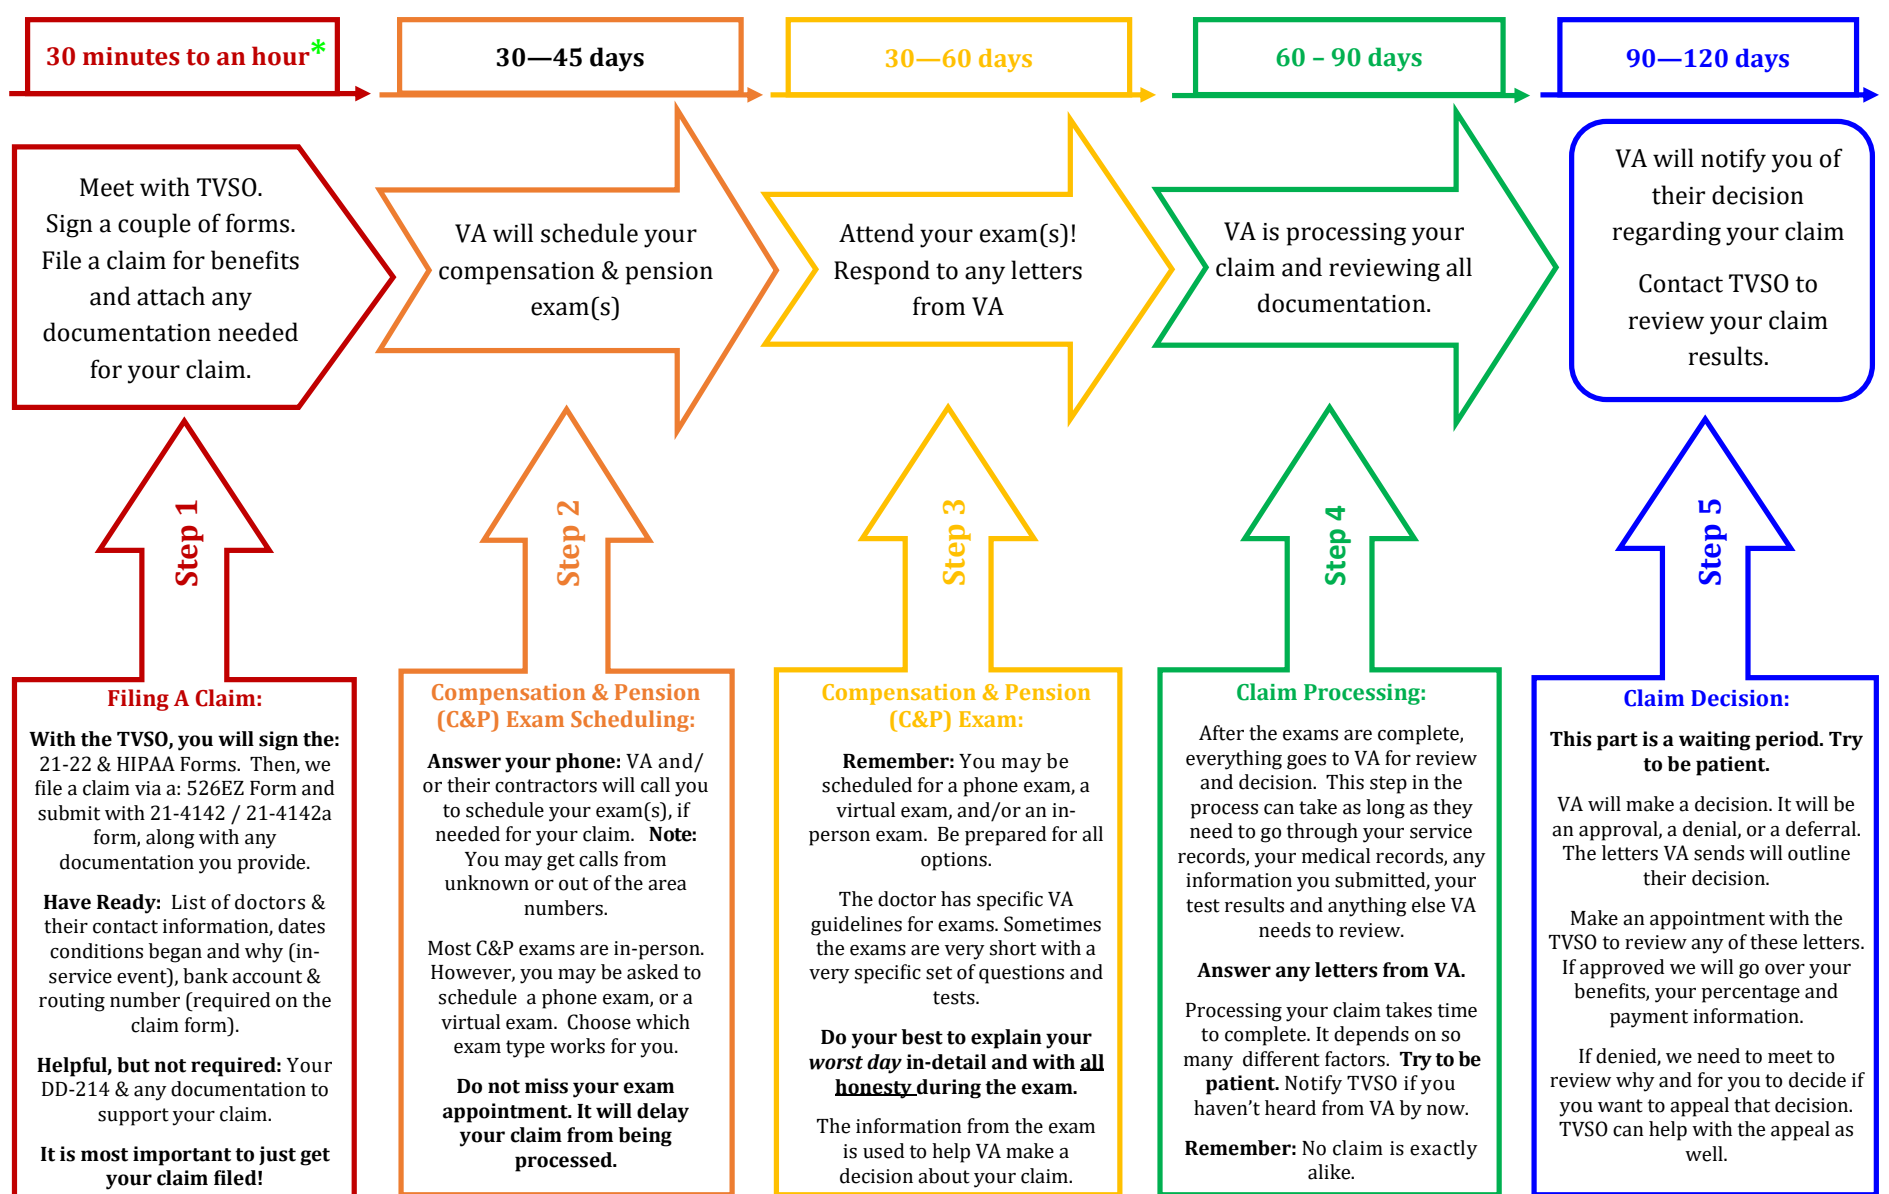 30 minutes to an hour*
30—45 days
30—60 days
60 – 90 days
90—120 days
Meet with TVSO.
Sign a couple of forms.
File a claim for benefits
and attach any
documentation needed
for your claim.
VA will schedule your
compensation & pension
exam(s)
Attend your exam(s)!
Respond to any letters
from VA
VA is processing your
claim and reviewing all
documentation.
VA will notify you of
their decision
regarding your claim
Contact TVSO to
review your claim
results.
Step 1
Step 2
Step 3
Step 4
Step 5
Filing A Claim:
With the TVSO, you will sign the:
21-22 & HIPAA Forms. Then, we
file a claim via a: 526EZ Form and
submit with 21-4142 / 21-4142a
form, along with any
documentation you provide.
Have Ready: List of doctors &
their contact information, dates
conditions began and why (in-
service event), bank account &
routing number (required on the
claim form).
Helpful, but not required: Your
DD-214 & any documentation to
support your claim.
It is most important to just get
your claim filed!
Compensation & Pension
(C&P) Exam Scheduling:
Answer your phone: VA and/
or their contractors will call you
to schedule your exam(s), if
needed for your claim. Note:
You may get calls from
unknown or out of the area
numbers.
Most C&P exams are in-person.
However, you may be asked to
schedule a phone exam, or a
virtual exam. Choose which
exam type works for you.
Do not miss your exam
appointment. It will delay
your claim from being
processed.
Compensation & Pension
(C&P) Exam:
Remember: You may be
scheduled for a phone exam, a
virtual exam, and/or an in-
person exam. Be prepared for all
options.
The doctor has specific VA
guidelines for exams. Sometimes
the exams are very short with a
very specific set of questions and
tests.
Do your best to explain your
worst day in-detail and with all
honesty during the exam.
The information from the exam
is used to help VA make a
decision about your claim.
Claim Processing:
After the exams are complete,
everything goes to VA for review
and decision. This step in the
process can take as long as they
need to go through your service
records, your medical records, any
information you submitted, your
test results and anything else VA
needs to review.
Answer any letters from VA.
Processing your claim takes time
to complete. It depends on so
many different factors. Try to be
patient. Notify TVSO if you
haven't heard from VA by now.
Remember: No claim is exactly
alike.
Claim Decision:
This part is a waiting period. Try
to be patient.
VA will make a decision. It will be
an approval, a denial, or a deferral.
The letters VA sends will outline
their decision.
Make an appointment with the
TVSO to review any of these letters.
If approved we will go over your
benefits, your percentage and
payment information.
If denied, we need to meet to
review why and for you to decide if
you want to appeal that decision.
TVSO can help with the appeal as
well.